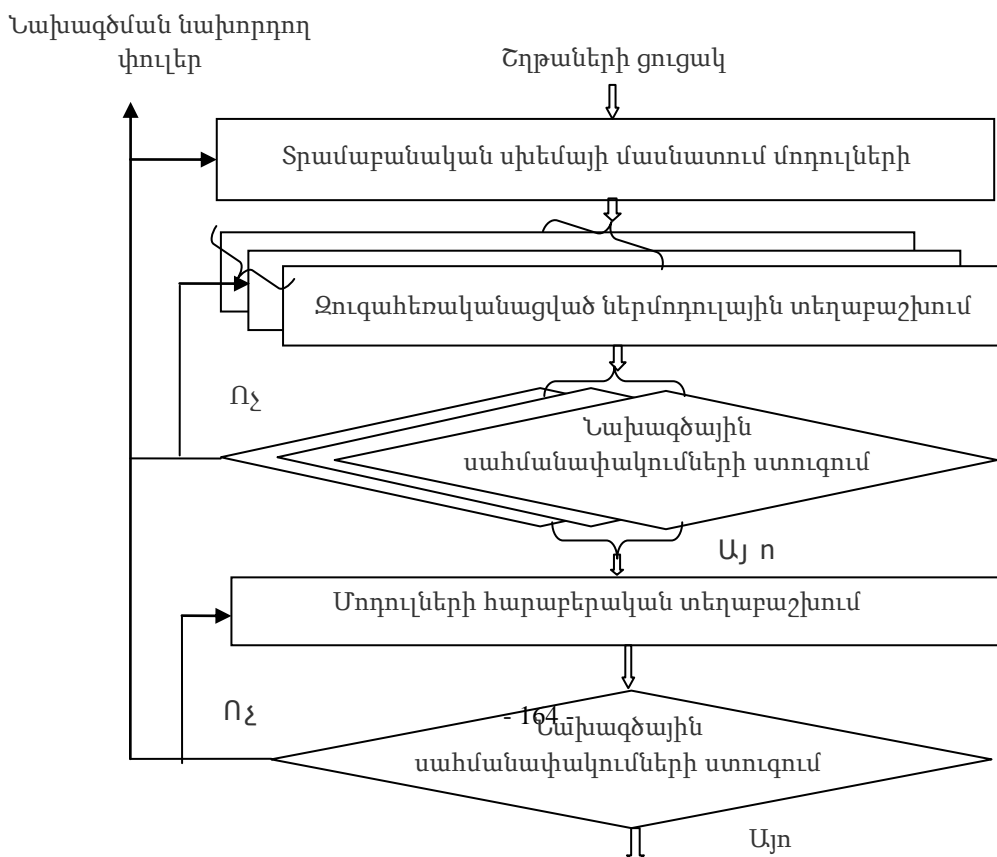 Նախագծման նախորդող
փուլեր
Շղթաների ցուցակ
Տրամաբանական սխեմայի մասնատում մոդուլների
Զուգահեռականացված ներմոդուլային տեղաբաշխում
Ոչ
Նախագծային
սահմանափակումների ստուգում
Այ ո
Մոդուլների հարաբերական տեղաբաշխում
Ոչ
- 164 -
Նախագծային
սահմանափակումների ստուգում
Այո